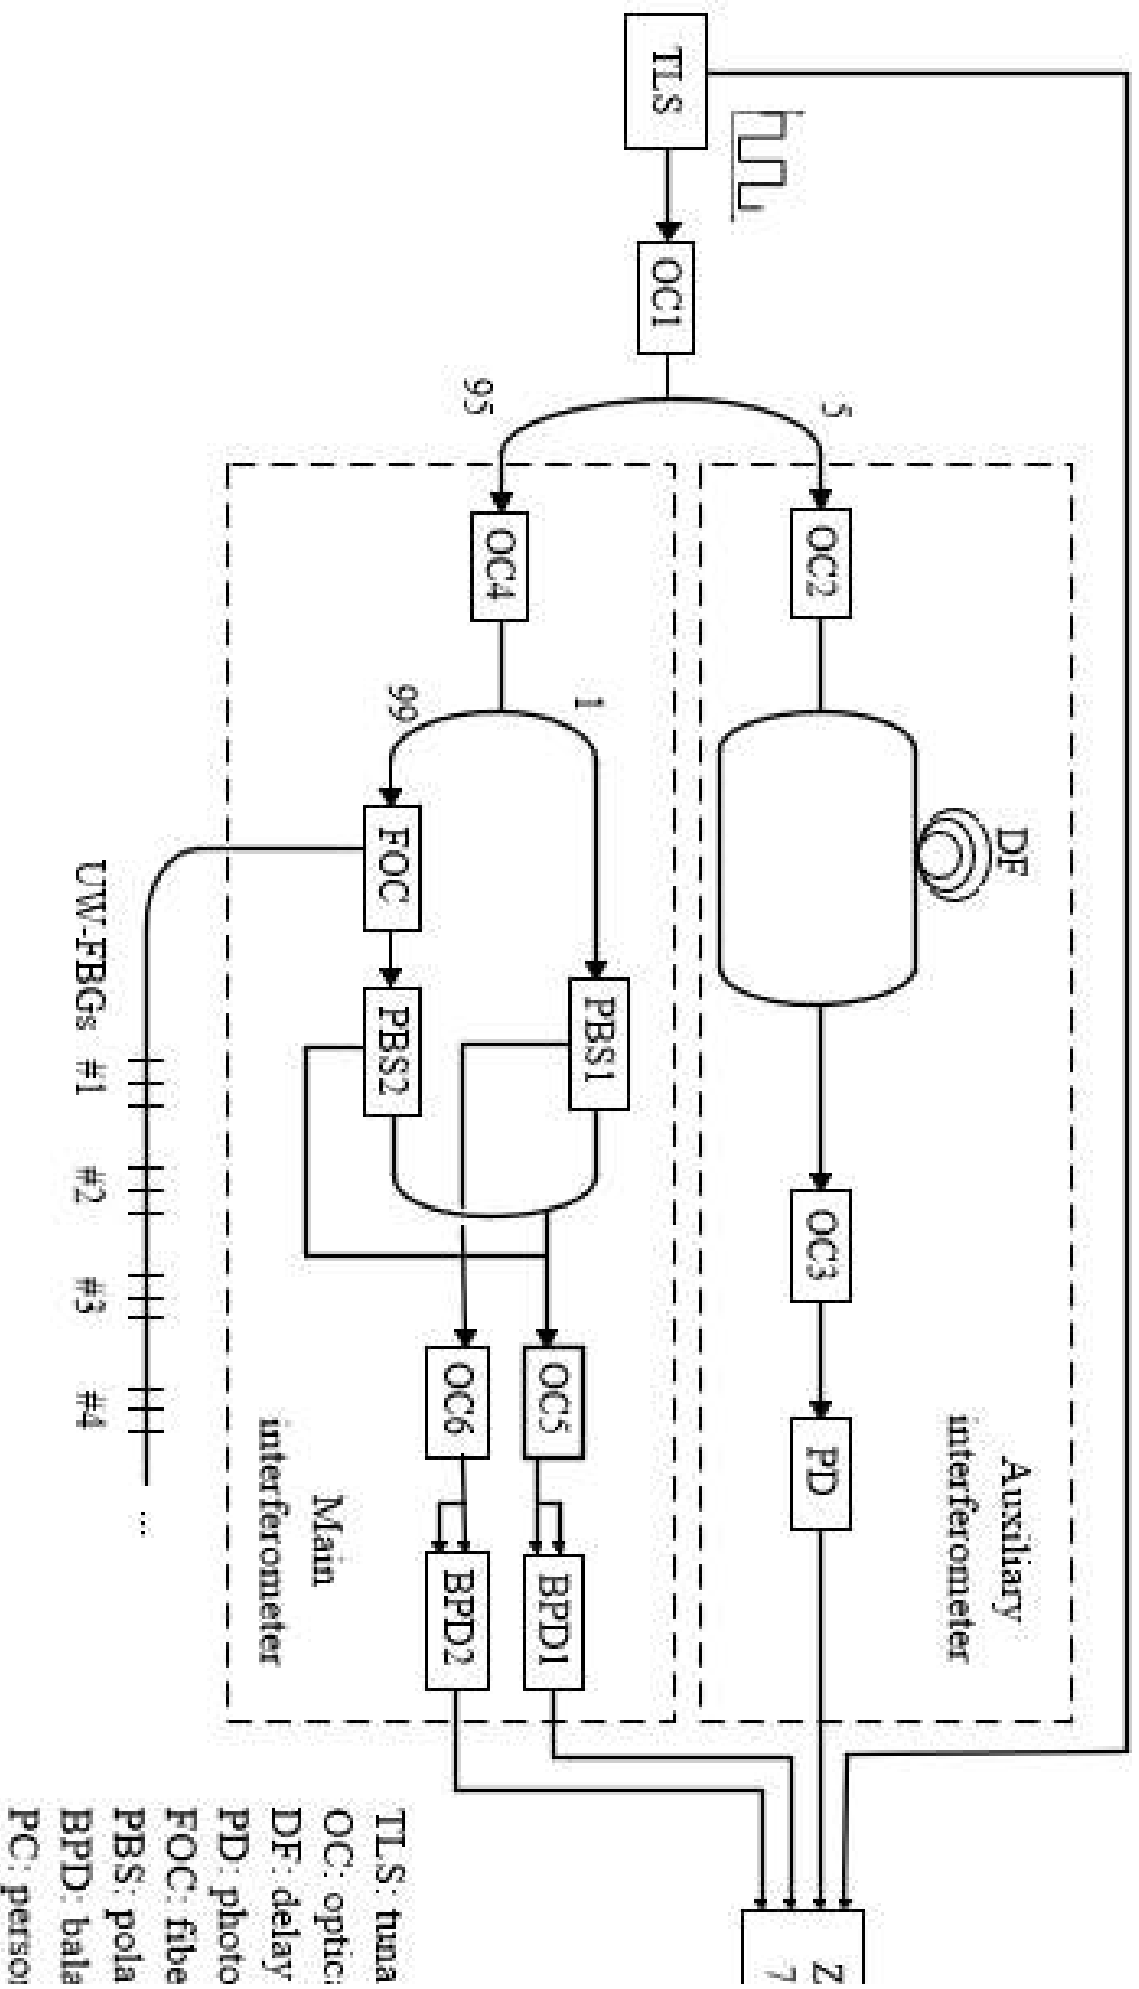 TLS
OC1
5
95
Auxiliary
interferometer
OC2
DF
OC3
PD
Main
interferometer
OC4
1
99
FOC
PBS1
PBS2
OC5
OC6
BPD1
BPD2
UW-FBGs #1 #2 #3 #4 ...
Z
7
TLS: tuna
OC: optic
DF: delay
PD: photo
FOC: fibe
PBS: pola
BPD: bala
PC: person